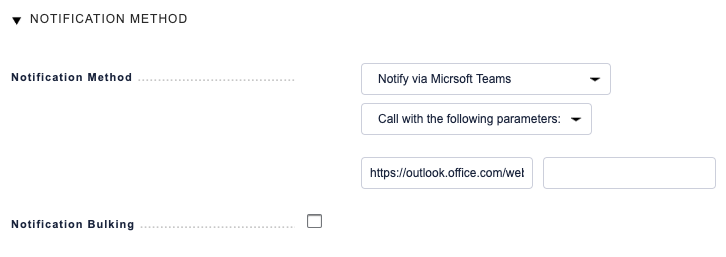 NOTIFICATION METHOD
Notification Method
Notify via Micrsoft Teams
Call with the following parameters:
https://outlook.office.com/wel
Notification Bulking